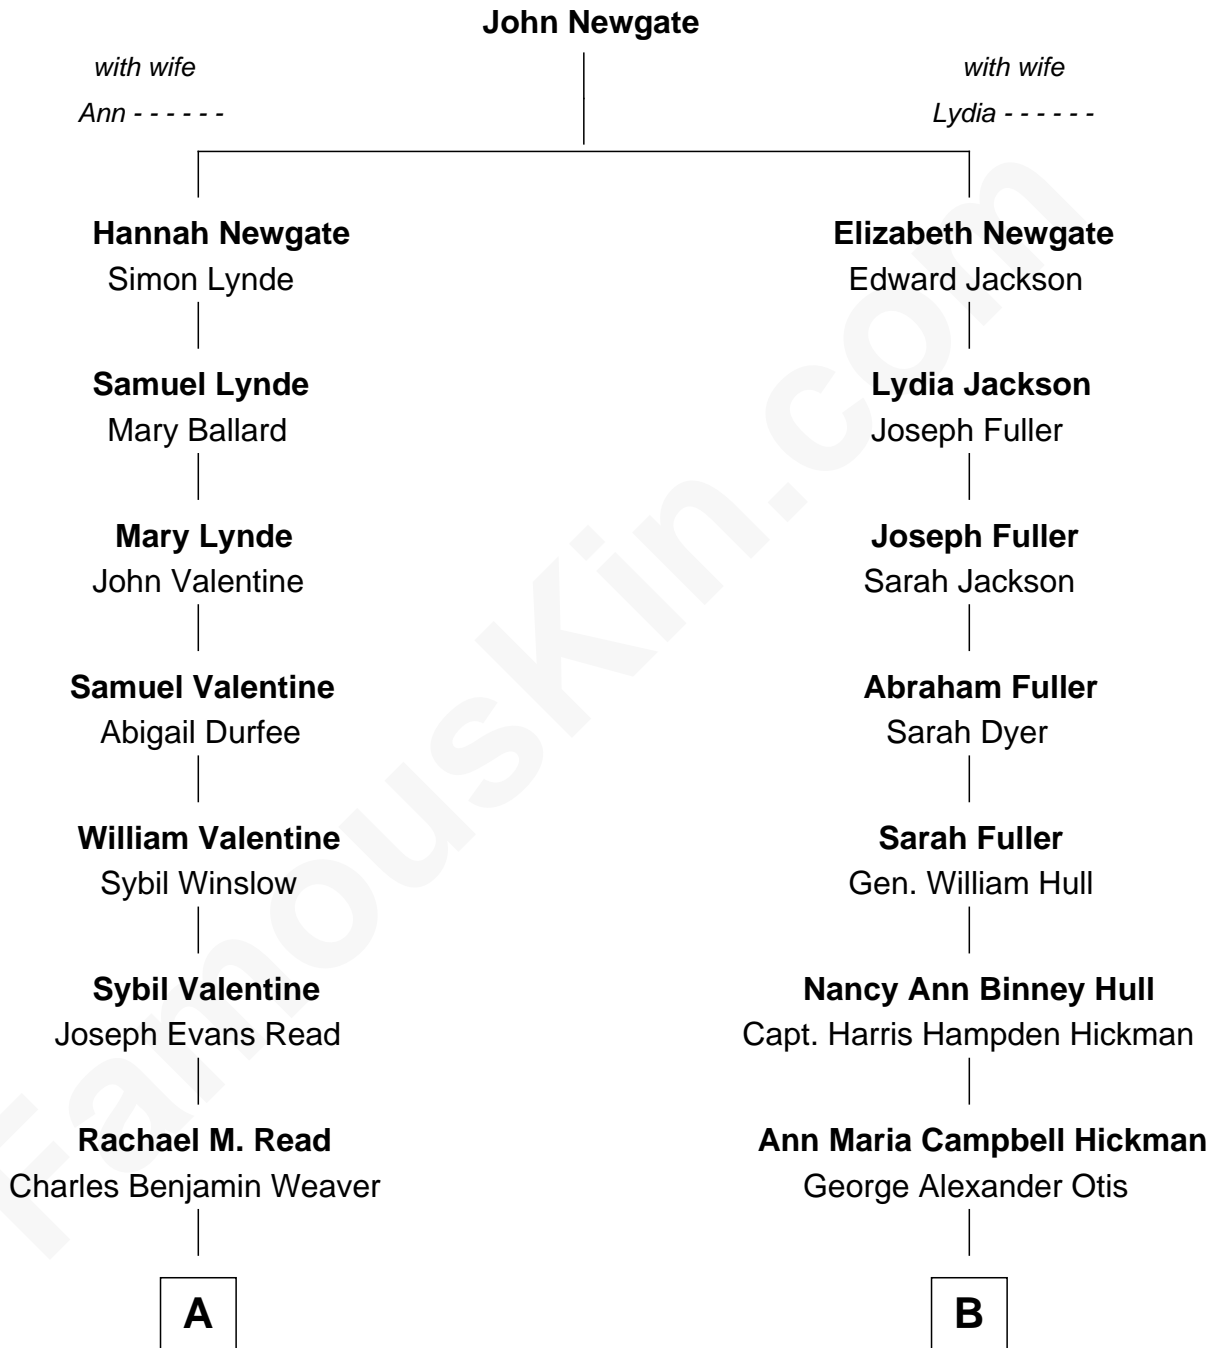 John Newgate
with wife
Ann - - - - - -
with wife
Lydia - - - - - -
Hannah Newgate
Simon Lynde
Samuel Lynde
Mary Ballard
Mary Lynde
John Valentine
Samuel Valentine
Abigail Durfee
William Valentine
Sybil Winslow
Sybil Valentine
Joseph Evans Read
Rachael M. Read
Charles Benjamin Weaver
A
Elizabeth Newgate
Edward Jackson
Lydia Jackson
Joseph Fuller
Joseph Fuller
Sarah Jackson
Abraham Fuller
Sarah Dyer
Sarah Fuller
Gen. William Hull
Nancy Ann Binney Hull
Capt. Harris Hampden Hickman
Ann Maria Campbell Hickman
George Alexander Otis
B
FamousKin.com